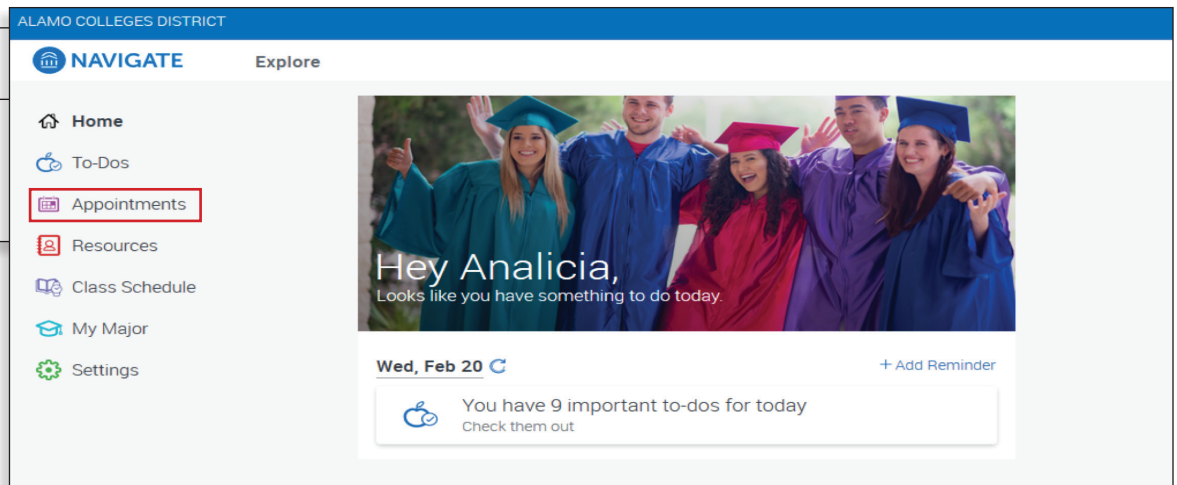 ALAMO COLLEGES DISTRICT
NAVIGATE Explore
Home
To-Dos
Appointments
Resources
Class Schedule
My Major
Settings
Hey Analicia,
Looks like you have something to do today.
Wed, Feb 20 + Add Reminder
You have 9 important to-dos for today
Check them out